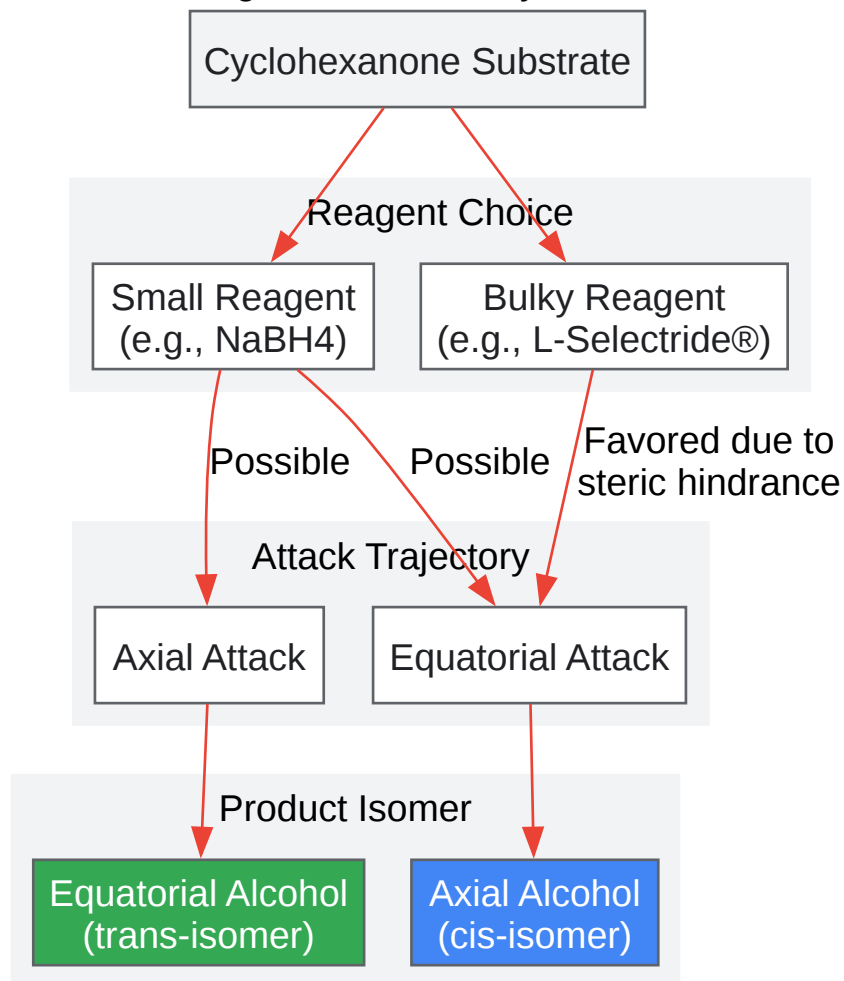 Cyclohexanone Substrate
Reagent Choice
Small Reagent
(e.g., NaBH4)
Bulky Reagent
(e.g., L-Selectride®)
Possible
Possible
Favored due to
steric hindrance
Attack Trajectory
Axial Attack
Equatorial Attack
Product Isomer
Equatorial Alcohol
(trans-isomer)
Axial Alcohol
(cis-isomer)